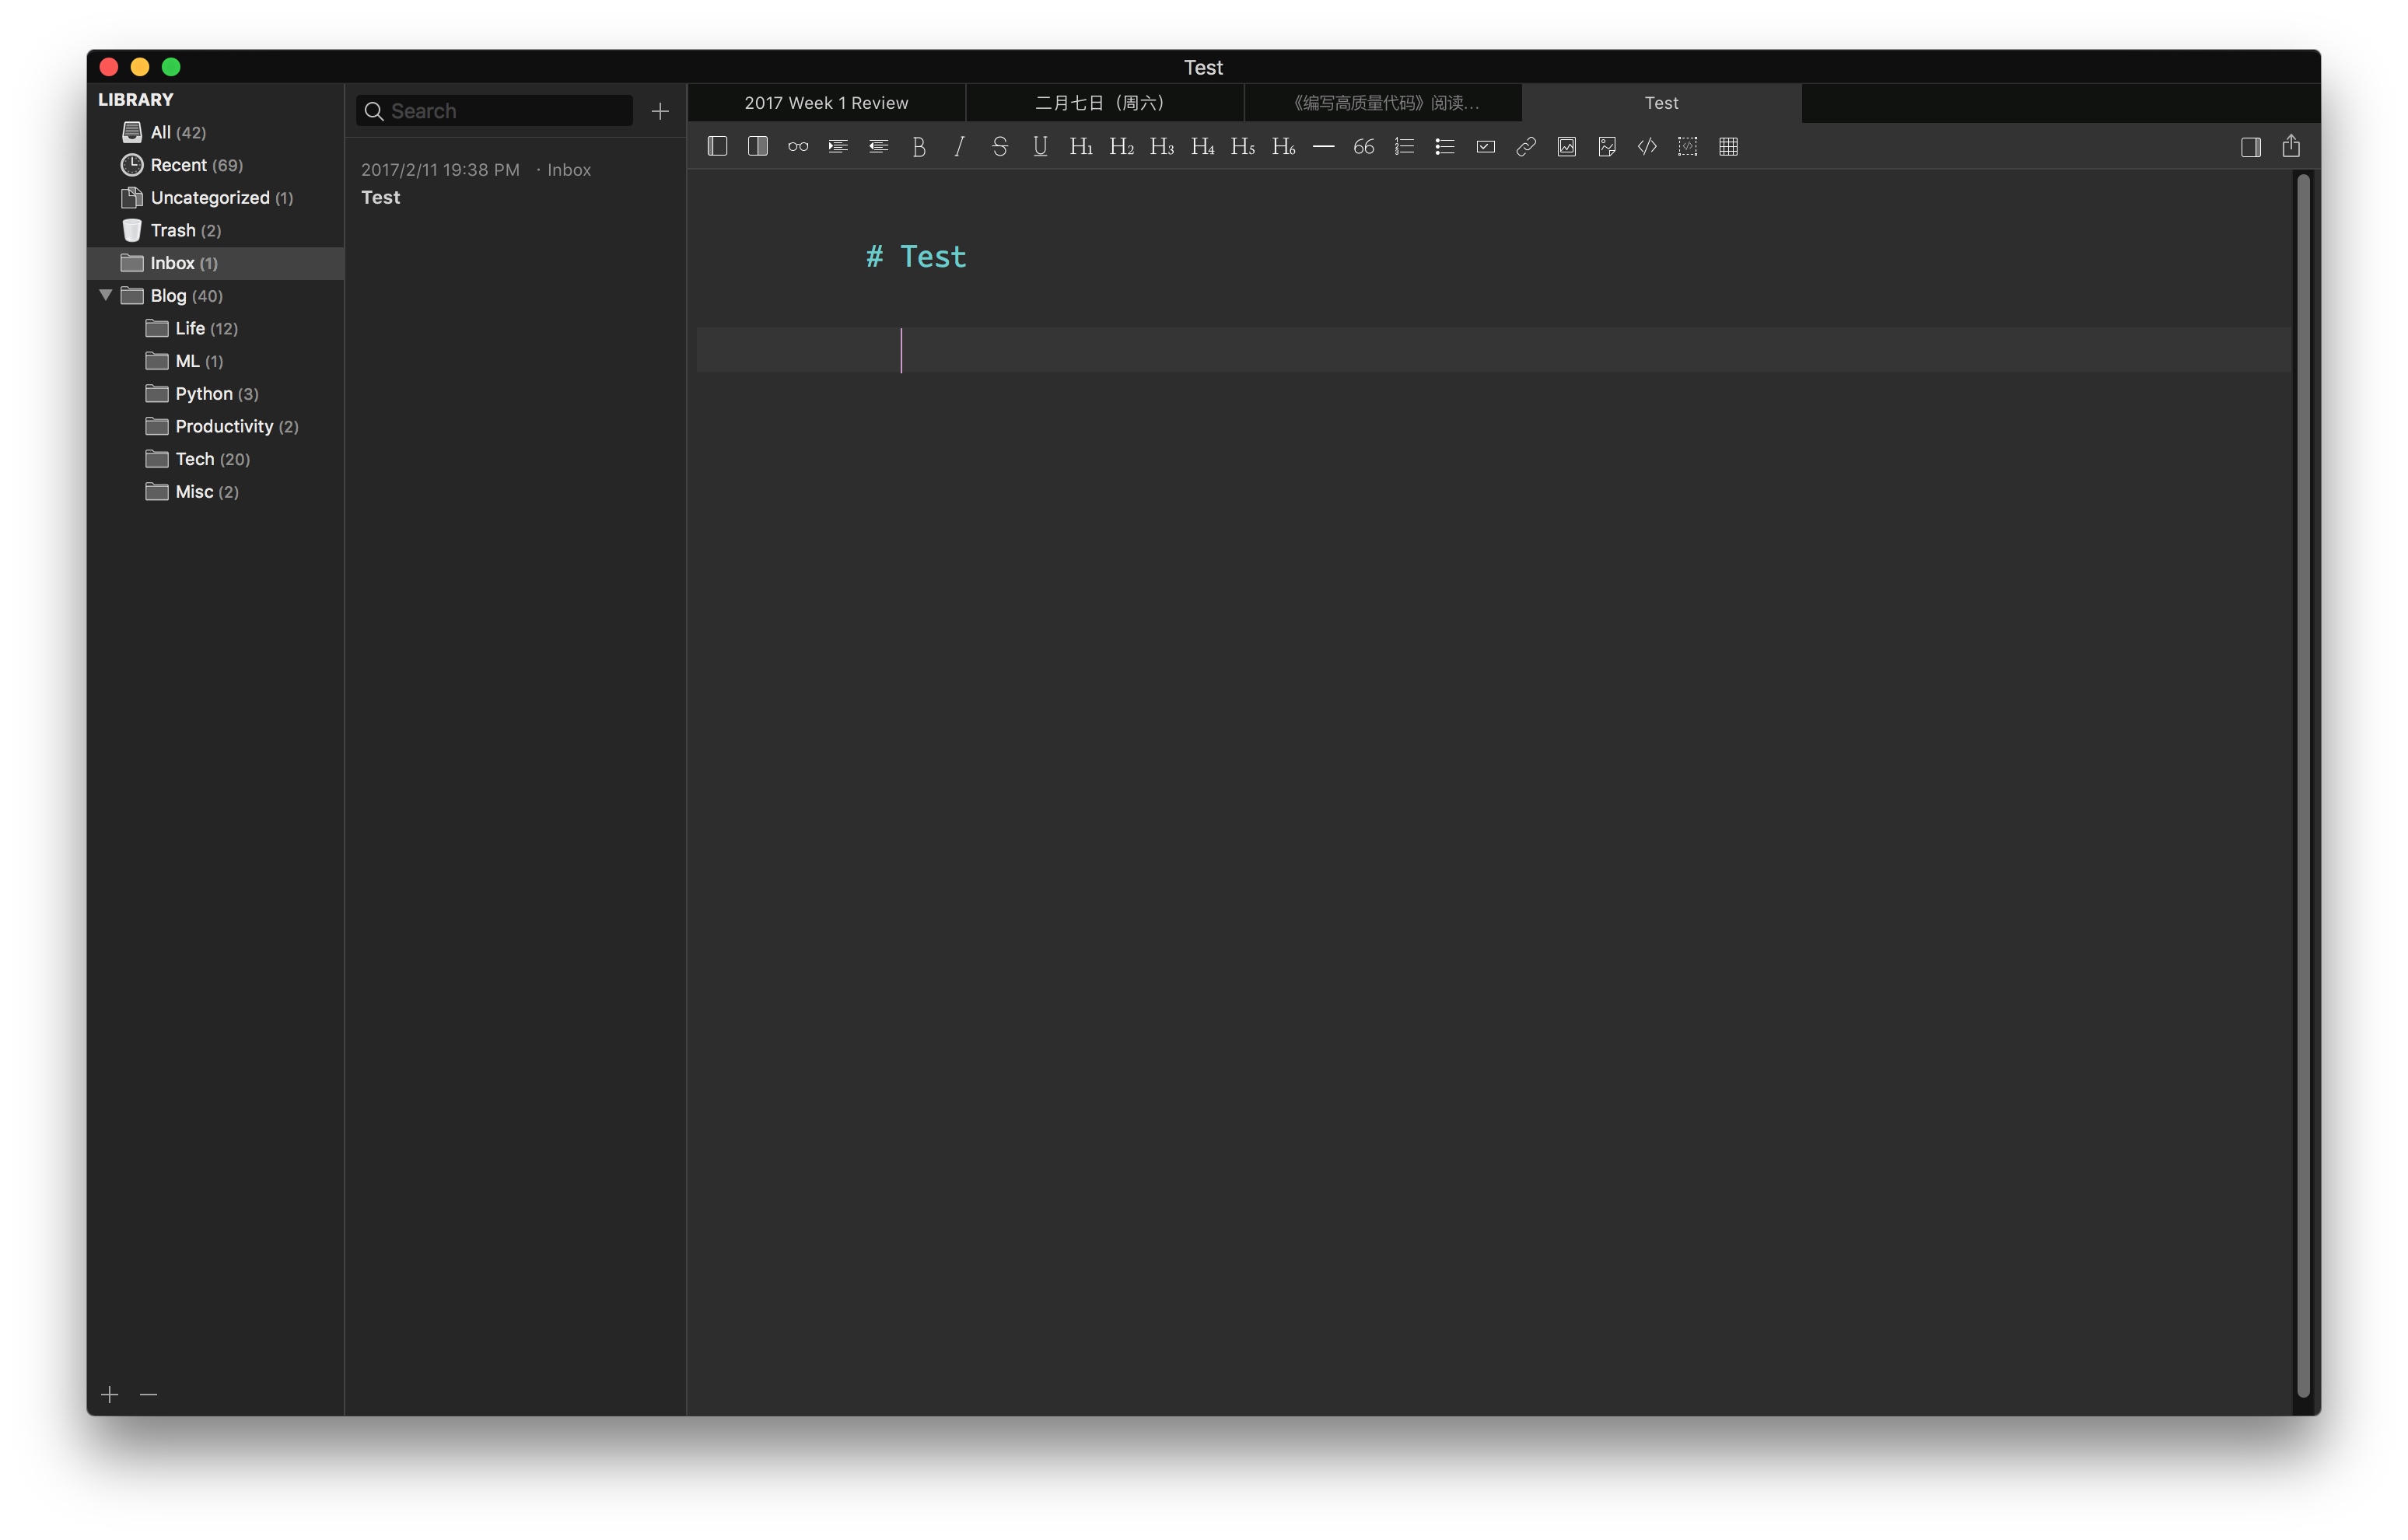 Test
LIBRARY
All (42)
Recent (69)
Uncategorized (1)
Trash (2)
Inbox (1)
Blog (40)
Life (12)
ML (1)
Python (3)
Productivity (2)
Tech (20)
Misc (2)
Search
2017/2/11 19:38 PM · Inbox
Test
2017 Week 1 Review
二月七日（周六）
《编写高质量代码》阅读…
Test
B I S U H1 H2 H3 H4 H5 H6 — 66
# Test